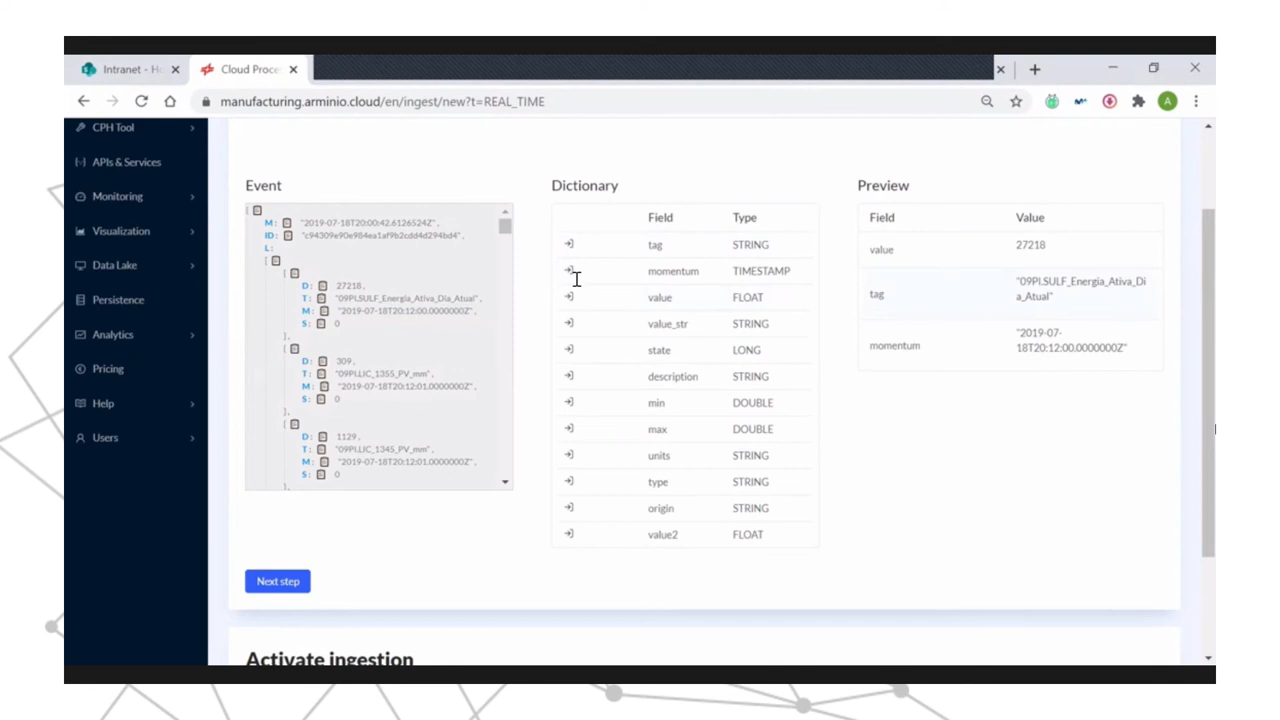 Intranet - Ho
Cloud Proce
manufacturing.arminio.cloud/en/ingest/new?t=REAL_TIME
A
CPH Tool
APIs & Services
Monitoring
Visualization
Data Lake
Persistence
Analytics
Pricing
Help
Users
Event
[
M: "2019-07-18T20:00:42.6126524Z",
ID: "c94309e90e984ea1af9b2cdd4d294bd4",
L:
[
{
D: 27218,
T: "09PI.SULF_Energia_Ativa_Dia_Atual",
M: "2019-07-18T20:12:00.0000000Z",
S: 0
},
{
D: 309,
T: "09PI.LIC_1355_PV_mm",
M: "2019-07-18T20:12:01.0000000Z",
S: 0
},
{
D: 1129,
T: "09PI.LIC_1345_PV_mm",
M: "2019-07-18T20:12:01.0000000Z",
S: 0
},
Dictionary
Field Type
tag STRING
momentum TIMESTAMP
value FLOAT
value_str STRING
state LONG
description STRING
min DOUBLE
max DOUBLE
units STRING
type STRING
origin STRING
value2 FLOAT
Preview
Field Value
value 27218
tag "09PI.SULF_Energia_Ativa_Di
a_Atual"
momentum "2019-07-
18T20:12:00.0000000Z"
Next step
Activate ingestion